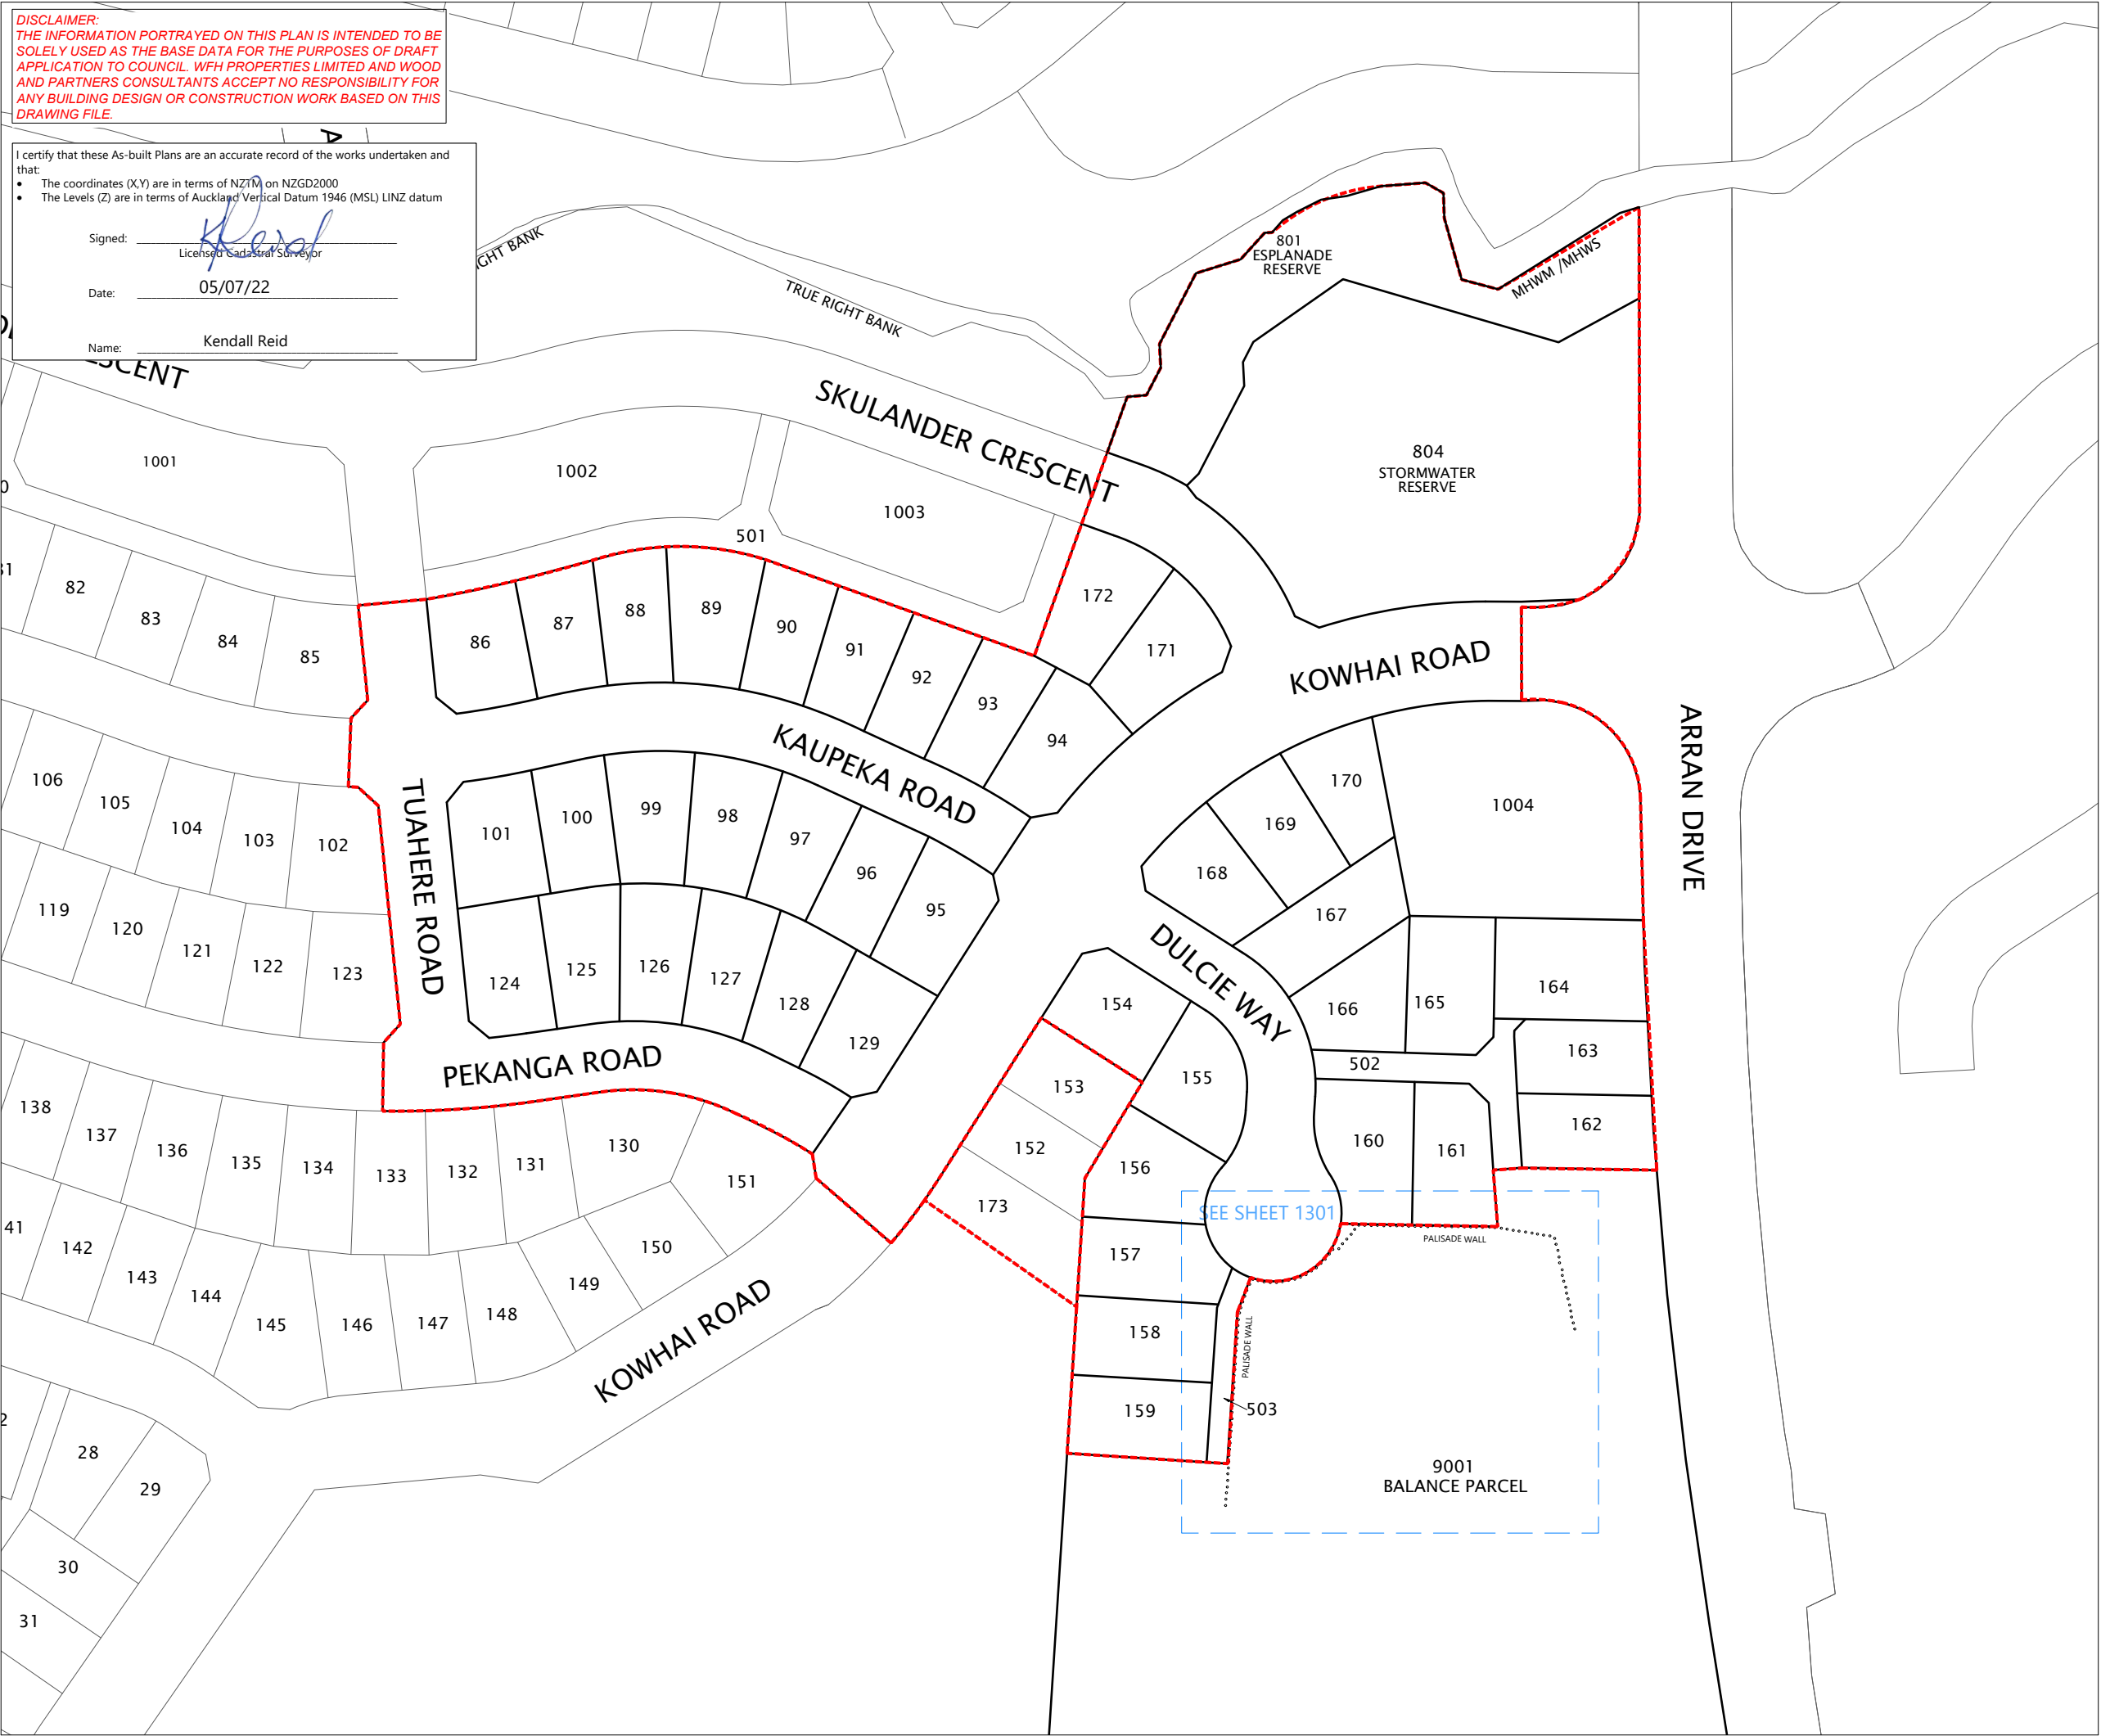 DISCLAIMER:
THE INFORMATION PORTRAYED ON THIS PLAN IS INTENDED TO BE
SOLELY USED AS THE BASE DATA FOR THE PURPOSES OF DRAFT
APPLICATION TO COUNCIL. WFH PROPERTIES LIMITED AND WOOD
AND PARTNERS CONSULTANTS ACCEPT NO RESPONSIBILITY FOR
ANY BUILDING DESIGN OR CONSTRUCTION WORK BASED ON THIS
DRAWING FILE.
I certify that these As-built Plans are an accurate record of the works undertaken and
that:
• The coordinates (X,Y) are in terms of NZTM on NZGD2000
• The Levels (Z) are in terms of Auckland Vertical Datum 1946 (MSL) LINZ datum
Signed:
Licensed Cadastral Surveyor
Date: 05/07/22
Name: Kendall Reid
BANK
TRUE RIGHT BANK
801
ESPLANADE
RESERVE
MHWM /MHWS
SKULANDER CRESCENT
804
STORMWATER
RESERVE
1001
1002
1003
501
82
83
84
85
86
87
88
89
90
91
92
93
94
172
171
KOWHAI ROAD
KAUPEKA ROAD
ARRAN DRIVE
TUAHERE ROAD
106
105
104
103
102
101
100
99
98
97
96
95
170
169
168
167
1004
119
120
121
122
123
124
125
126
127
128
129
DULCIE WAY
154
155
166
165
164
163
162
502
PEKANGA ROAD
153
152
173
156
160
161
138
137
136
135
134
133
132
131
130
151
SEE SHEET 1301
PALISADE WALL
41
142
143
144
145
146
147
148
149
150
157
158
159
PALISADE WALL
503
KOWHAI ROAD
28
29
30
31
9001
BALANCE PARCEL